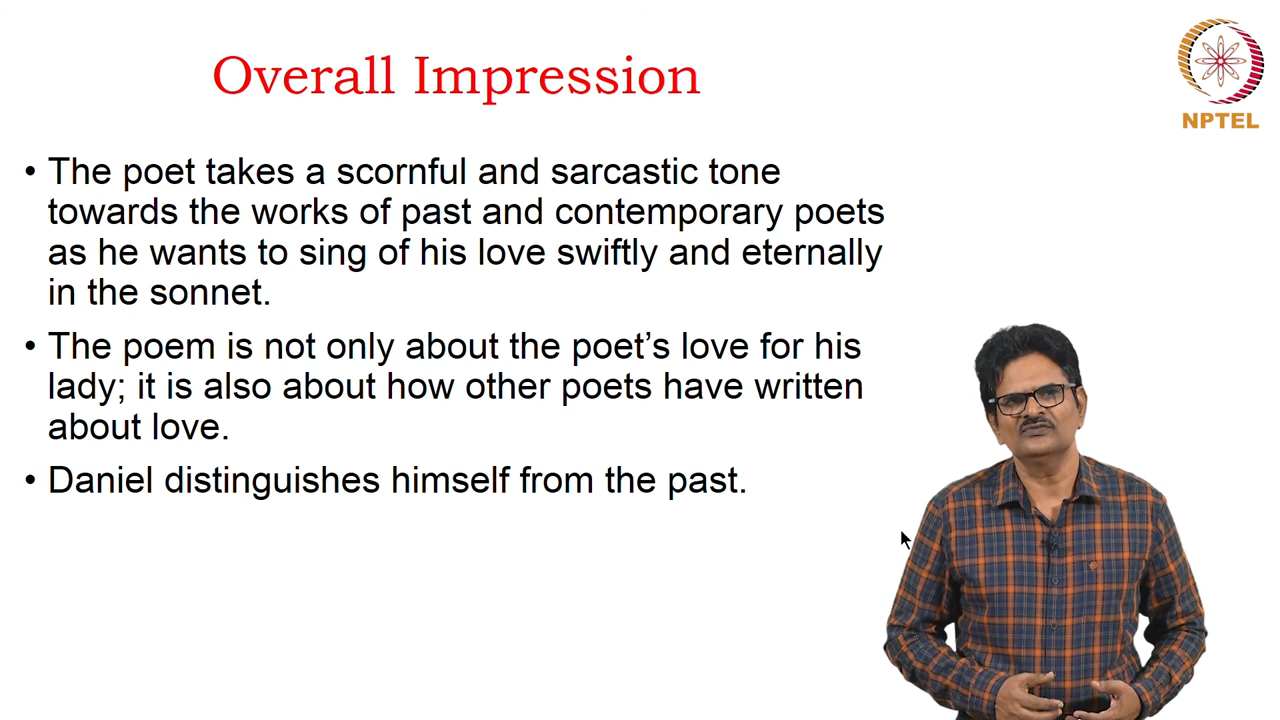 Overall Impression
NPTEL
• The poet takes a scornful and sarcastic tone
towards the works of past and contemporary poets
as he wants to sing of his love swiftly and eternally
in the sonnet.
• The poem is not only about the poet’s love for his
lady; it is also about how other poets have written
about love.
• Daniel distinguishes himself from the past.